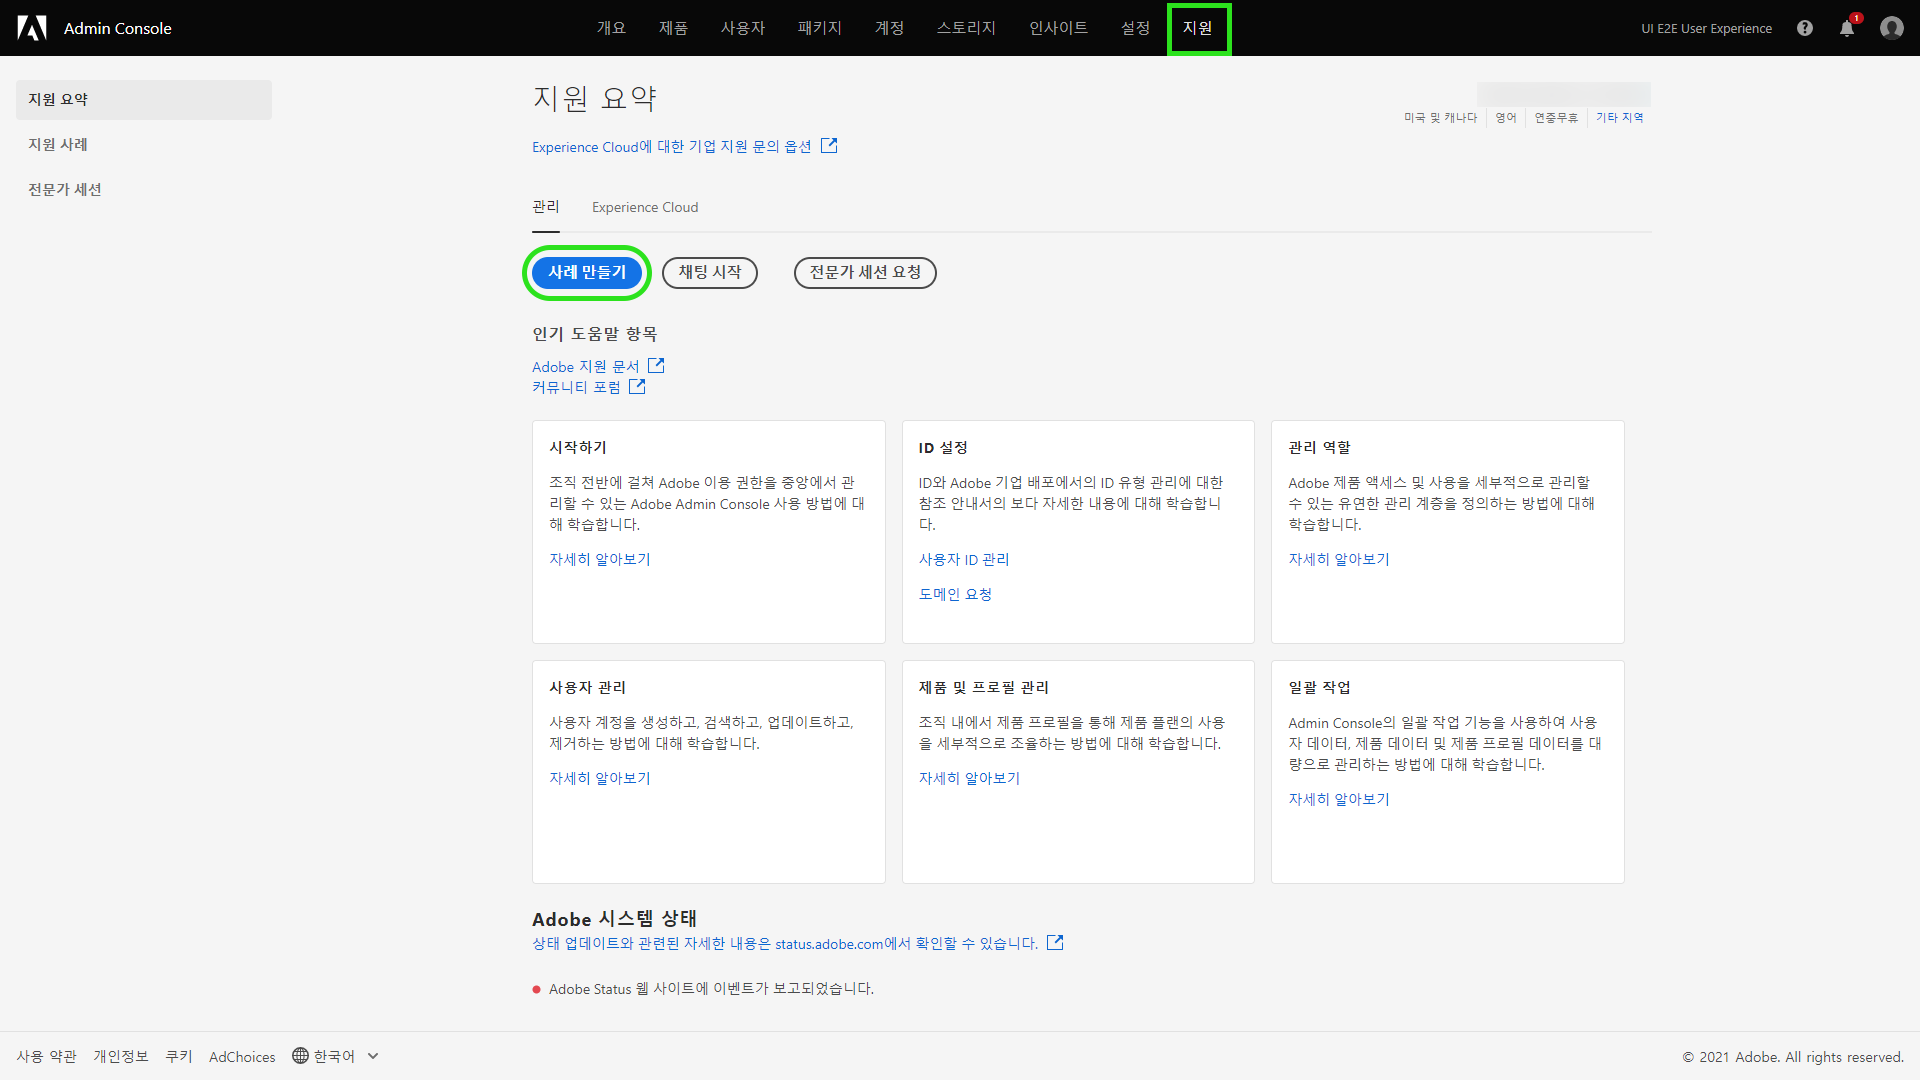 Admin Console
개요 제품 사용자 패키지 계정 스토리지 인사이트 설정 지원
UI E2E User Experience
1
지원 요약
지원 사례
전문가 세션
지원 요약
미국 및 캐나다 영어 연중무휴 기타 지역
Experience Cloud에 대한 기업 지원 문의 옵션
관리 Experience Cloud
사례 만들기 채팅 시작 전문가 세션 요청
인기 도움말 항목
Adobe 지원 문서
커뮤니티 포럼
시작하기
조직 전반에 걸쳐 Adobe 이용 권한을 중앙에서 관
리할 수 있는 Adobe Admin Console 사용 방법에 대
해 학습합니다.
자세히 알아보기
ID 설정
ID와 Adobe 기업 배포에서의 ID 유형 관리에 대한
참조 안내서의 보다 자세한 내용에 대해 학습합니
다.
사용자 ID 관리
도메인 요청
관리 역할
Adobe 제품 액세스 및 사용을 세부적으로 관리할
수 있는 유연한 관리 계층을 정의하는 방법에 대해
학습합니다.
자세히 알아보기
사용자 관리
사용자 계정을 생성하고, 검색하고, 업데이트하고,
제거하는 방법에 대해 학습합니다.
자세히 알아보기
제품 및 프로필 관리
조직 내에서 제품 프로필을 통해 제품 플랜의 사용
을 세부적으로 조율하는 방법에 대해 학습합니다.
자세히 알아보기
일괄 작업
Admin Console의 일괄 작업 기능을 사용하여 사용
자 데이터, 제품 데이터 및 제품 프로필 데이터를 대
량으로 관리하는 방법에 대해 학습합니다.
자세히 알아보기
Adobe 시스템 상태
상태 업데이트와 관련된 자세한 내용은 status.adobe.com에서 확인할 수 있습니다.
Adobe Status 웹 사이트에 이벤트가 보고되었습니다.
사용 약관 개인정보 쿠키 AdChoices 한국어
© 2021 Adobe. All rights reserved.